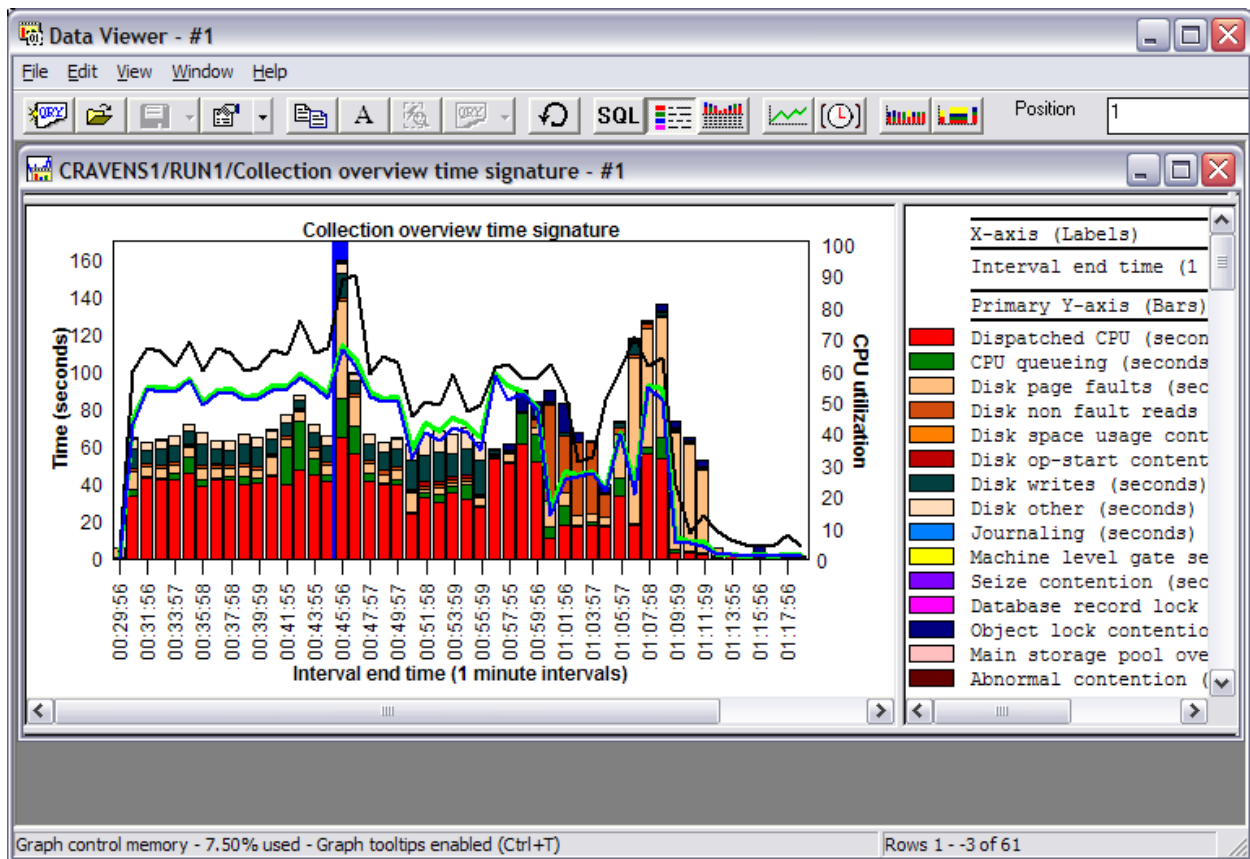 Data Viewer - #1
File Edit View Window Help
QRY A QRY SQL Position 1
CRAVENS1/RUN1/Collection overview time signature - #1
Collection overview time signature
Time (seconds)
160
140
120
100
80
60
40
20
0
100
90
80
70
60
50
40
30
20
10
0
CPU utilization
00:29:56
00:31:56
00:33:57
00:35:58
00:37:58
00:39:59
00:41:55
00:43:55
00:45:56
00:47:57
00:49:57
00:51:58
00:53:59
00:55:59
00:57:55
00:59:56
01:01:56
01:03:57
01:05:57
01:07:58
01:09:59
01:11:59
01:13:55
01:15:56
01:17:56
Interval end time (1 minute intervals)
X-axis (Labels)
Interval end time (1
Primary Y-axis (Bars)
Dispatched CPU (secon
CPU queueing (seconds
Disk page faults (sec
Disk non fault reads
Disk space usage cont
Disk op-start content
Disk writes (seconds)
Disk other (seconds)
Journaling (seconds)
Machine level gate se
Seize contention (sec
Database record lock
Object lock contentio
Main storage pool ove
Abnormal contention (
Graph control memory - 7.50% used - Graph tooltips enabled (Ctrl+T)
Rows 1 - -3 of 61